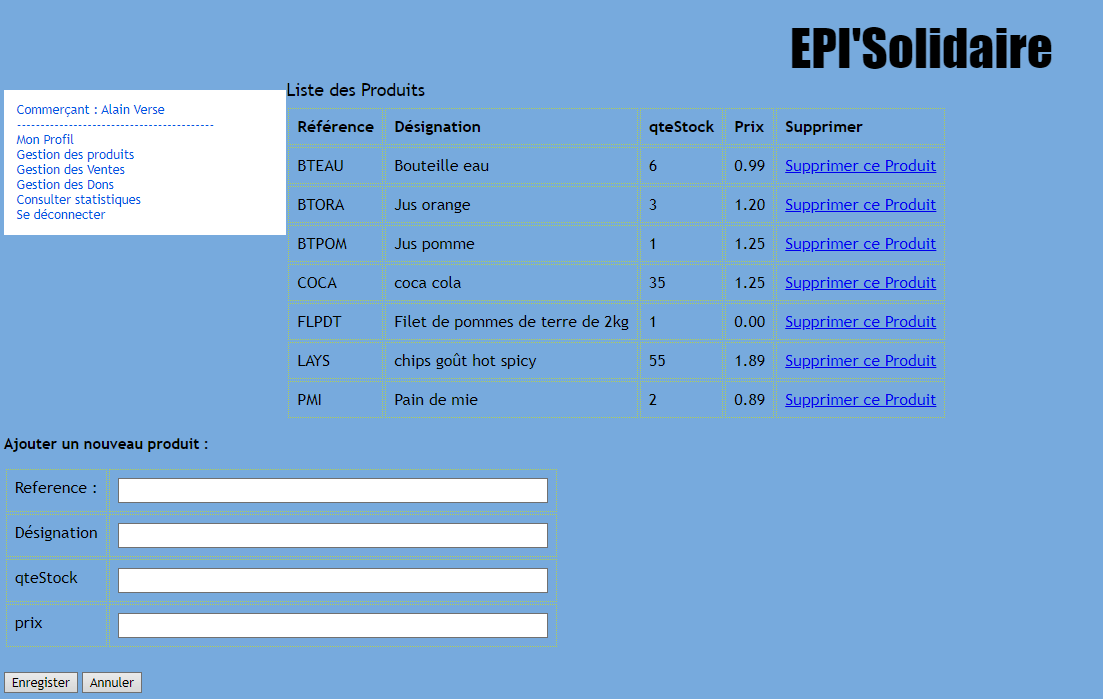 EPI'Solidaire
Commerçant : Alain Verse
------------------------------------------
Mon Profil
Gestion des produits
Gestion des Ventes
Gestion des Dons
Consulter statistiques
Se déconnecter
Liste des Produits
Référence Désignation qteStock Prix Supprimer
BTEAU Bouteille eau 6 0.99 Supprimer ce Produit
BTORA Jus orange 3 1.20 Supprimer ce Produit
BTPOM Jus pomme 1 1.25 Supprimer ce Produit
COCA coca cola 35 1.25 Supprimer ce Produit
FLPDT Filet de pommes de terre de 2kg 1 0.00 Supprimer ce Produit
LAYS chips goût hot spicy 55 1.89 Supprimer ce Produit
PMI Pain de mie 2 0.89 Supprimer ce Produit
Ajouter un nouveau produit :
Reference :
Désignation
qteStock
prix
Enregister Annuler